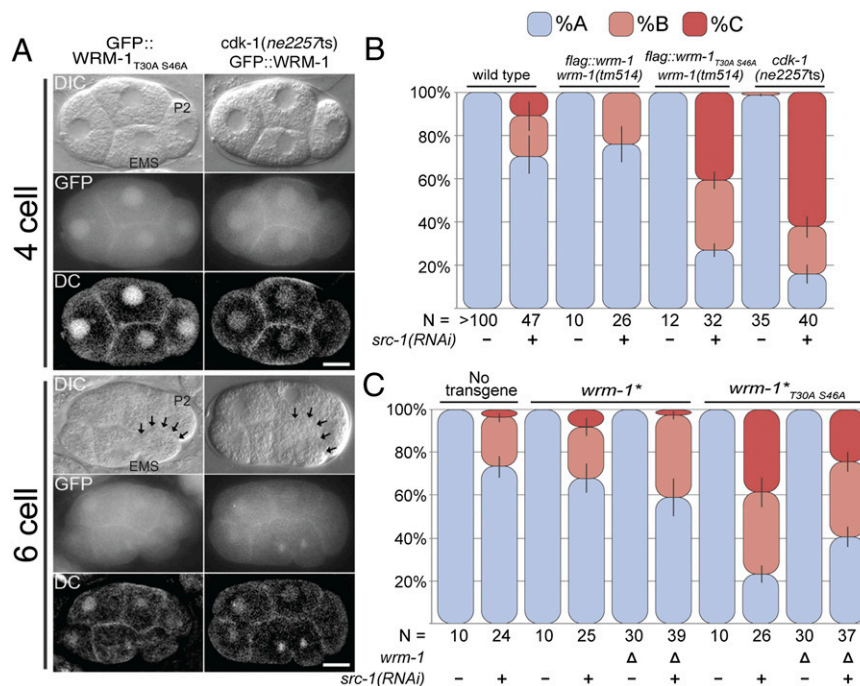 A
GFP::
WRM-1T30A S46A
cdk-1(ne2257ts)
GFP::WRM-1
4 cell
DIC
P2
EMS
GFP
DC
6 cell
DIC
P2
EMS
GFP
DC
%A %B %C
B
wild type
flag::wrm-1
wrm-1(tm514)
flag::wrm-1T30A S46A
wrm-1(tm514)
cdk-1
(ne2257ts)
100%
80%
60%
40%
20%
N = >100 47 10 26 12 32 35 40
src-1(RNAi) – + – + – + – +
C
No
transgene
wrm-1*
wrm-1*T30A S46A
100%
80%
60%
40%
20%
N = 10 24 10 25 30 39 10 26 30 37
wrm-1 Δ Δ Δ Δ
src-1(RNAi) – + – + – + – + – +